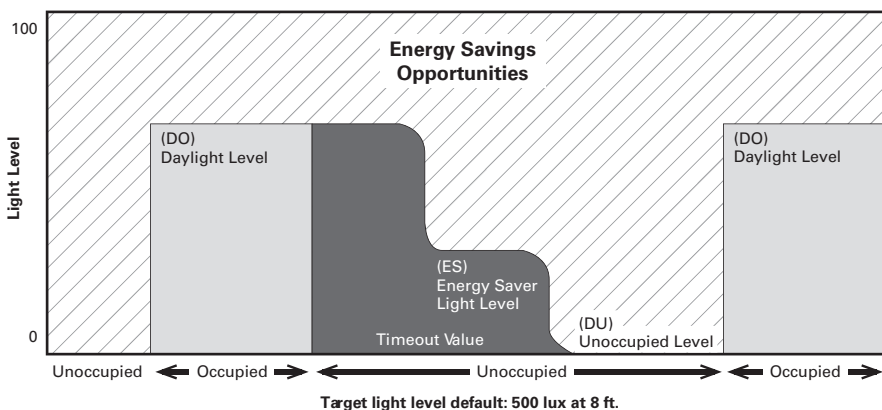 100
Energy Savings
Opportunities
(DO)
Daylight Level
(DO)
Daylight Level
Light Level
(ES)
Energy Saver
Light Level
(DU)
Unoccupied Level
Timeout Value
0
Unoccupied
Occupied
Unoccupied
Occupied
Target light level default: 500 lux at 8 ft.